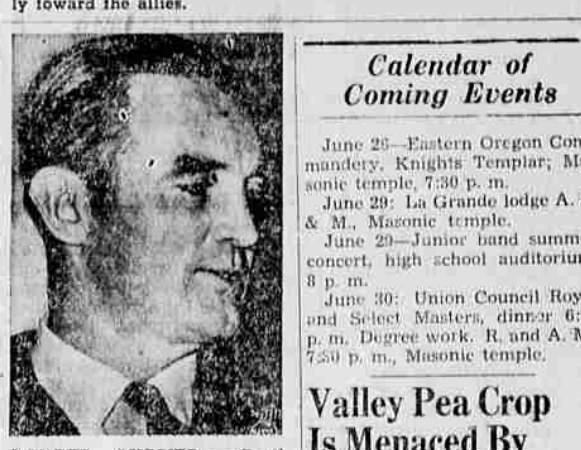 ly toward the allies.
Calendar of
Coming Events
June 26—Eastern Oregon Com
mandery, Knights Templar; Ma
sonic temple, 7:30 p. m.
June 29: La Grande lodge A.
& M., Masonic temple.
June 29—Junior band summ
concert, high school auditoriu
8 p. m.
June 30: Union Council Roy
and Select Masters, dinner 6:
p. m. Degree work. R. and A. M
7:30 p. m., Masonic temple.
Valley Pea Crop
Is Menaced By